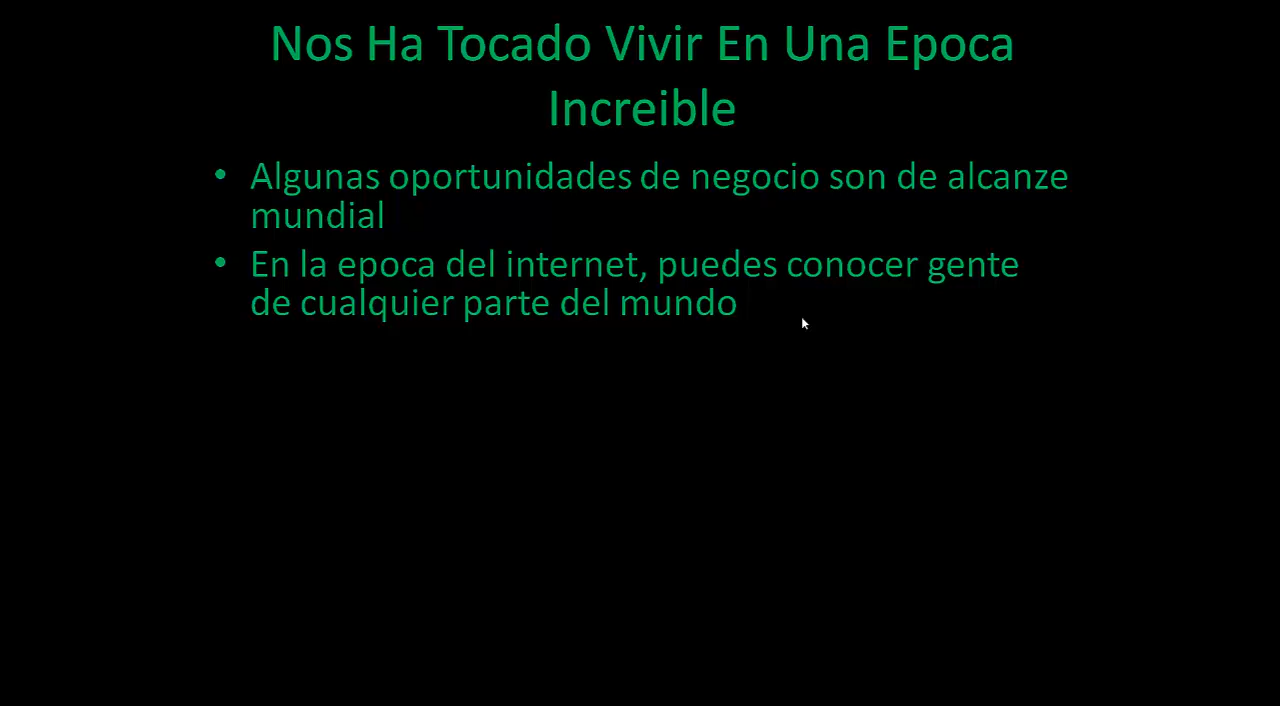 Nos Ha Tocado Vivir En Una Epoca
Increible
• Algunas oportunidades de negocio son de alcanze
mundial
• En la epoca del internet, puedes conocer gente
de cualquier parte del mundo